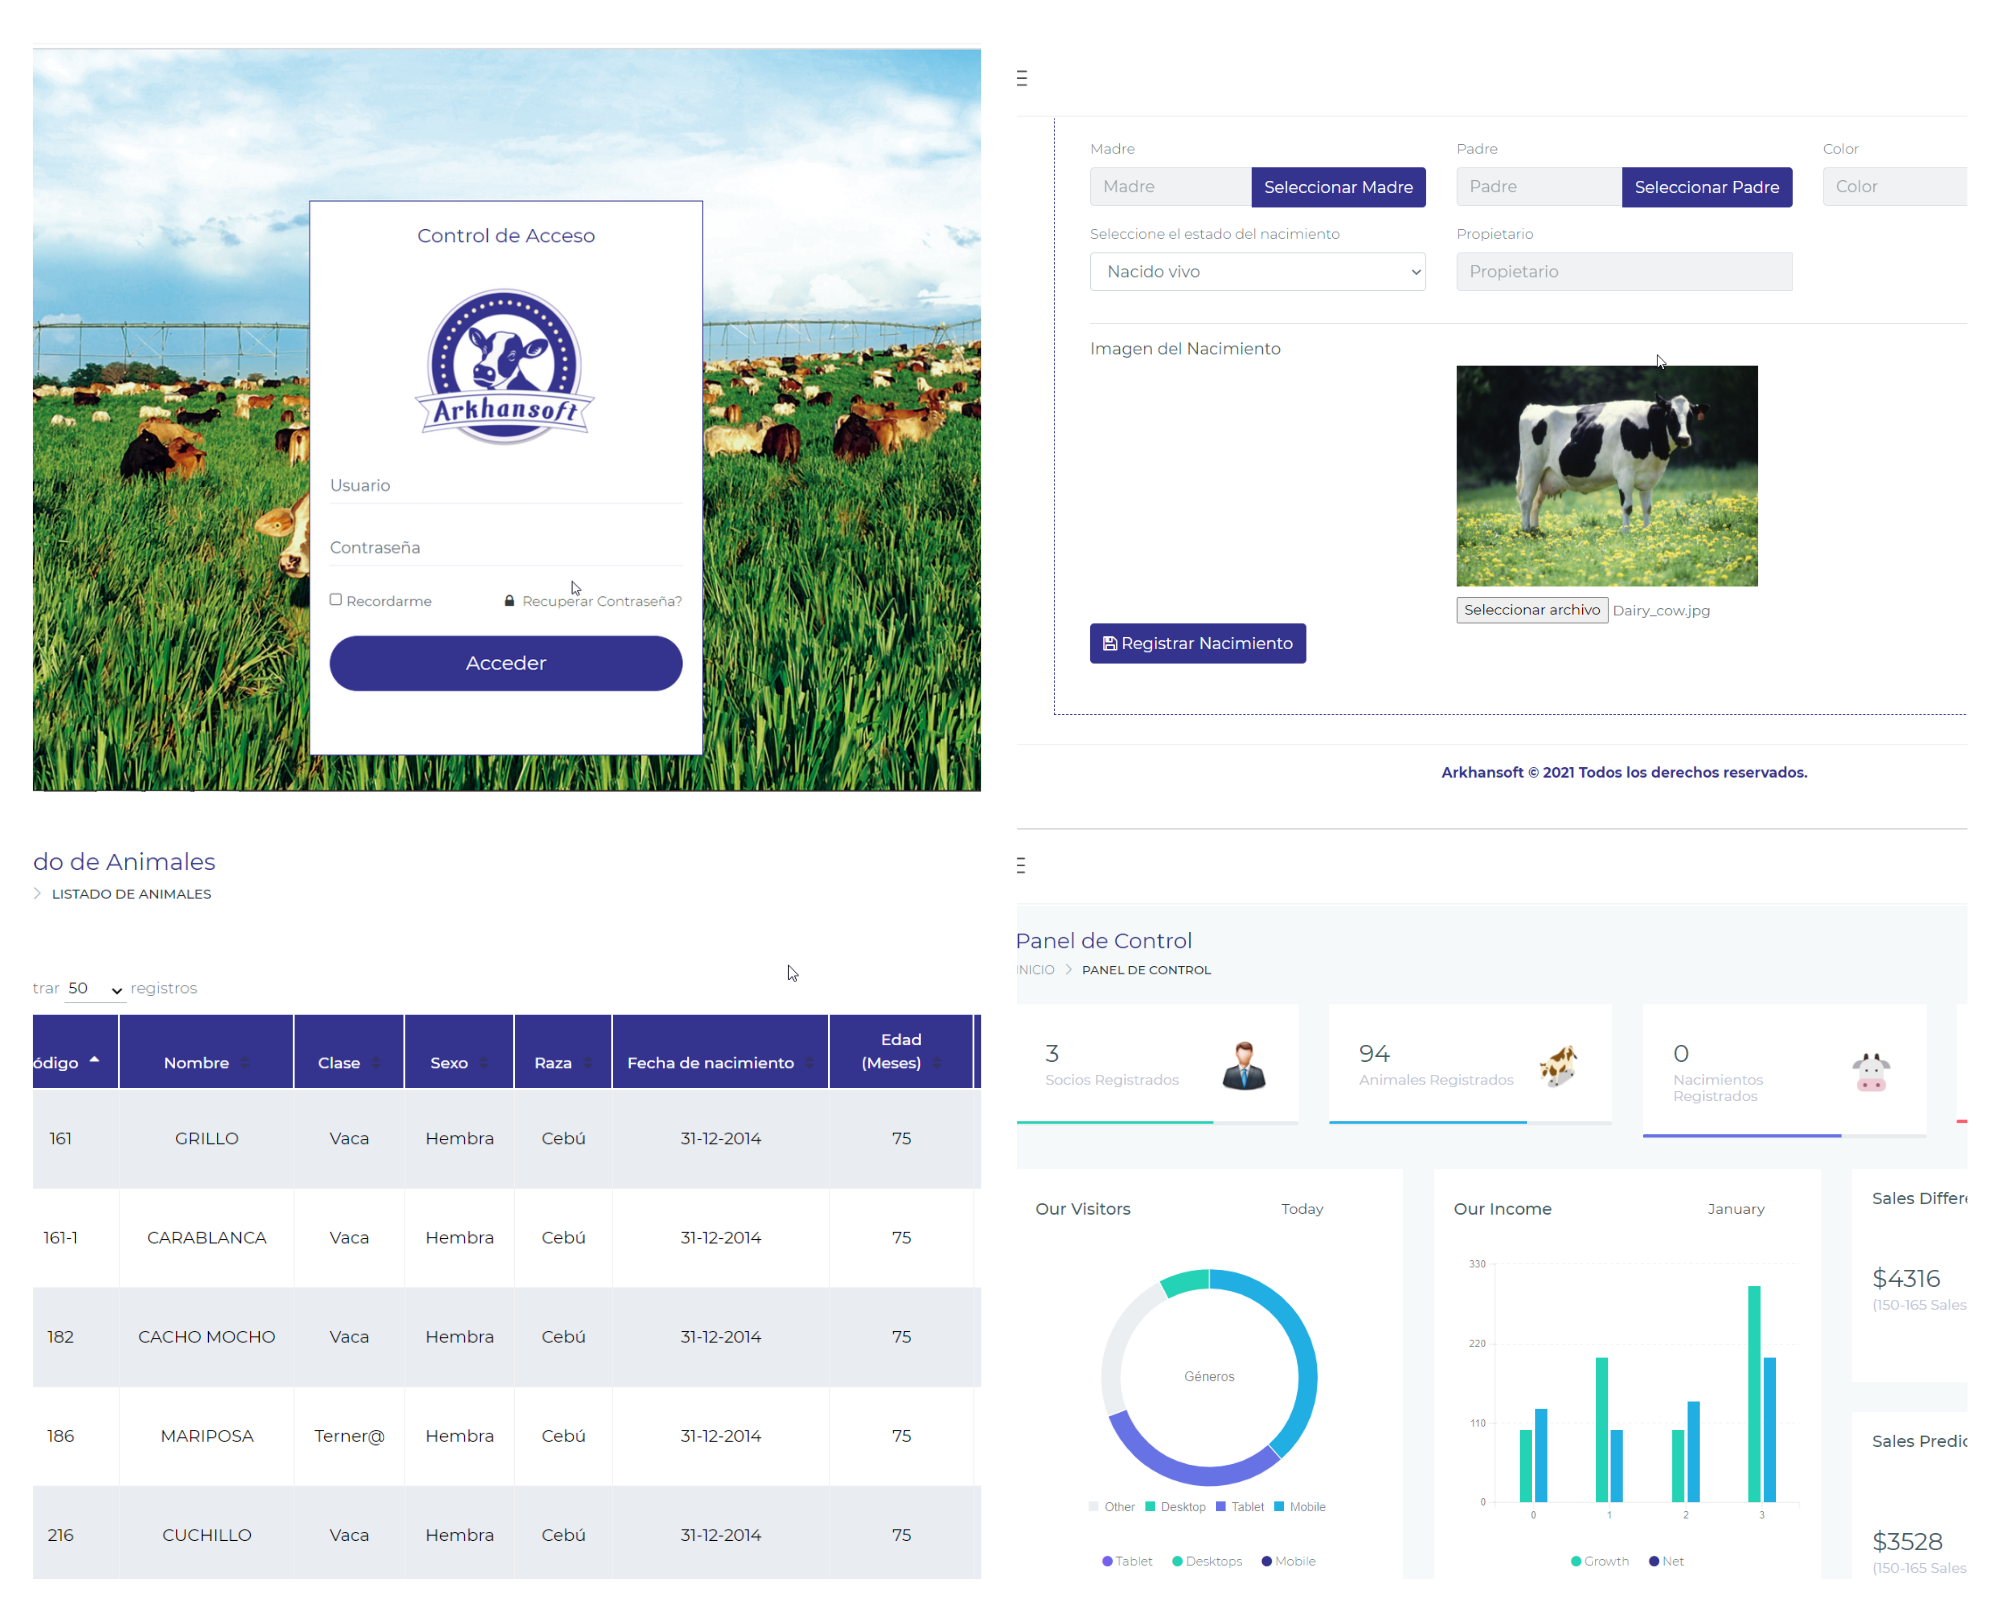 Control de Acceso
Arkhansoft
Usuario
Contraseña
Recordarme
Recuperar Contraseña?
Acceder
Madre
Padre
Color
Madre
Seleccionar Madre
Padre
Seleccionar Padre
Color
Seleccione el estado del nacimiento
Propietario
Nacido vivo
Propietario
Imagen del Nacimiento
Seleccionar archivo Dairy_cow.jpg
Registrar Nacimiento
Arkhansoft © 2021 Todos los derechos reservados.
do de Animales
LISTADO DE ANIMALES
trar 50 registros
ódigo Nombre Clase Sexo Raza Fecha de nacimiento Edad (Meses)
161 GRILLO Vaca Hembra Cebú 31-12-2014 75
161-1 CARABLANCA Vaca Hembra Cebú 31-12-2014 75
182 CACHO MOCHO Vaca Hembra Cebú 31-12-2014 75
186 MARIPOSA Terner@ Hembra Cebú 31-12-2014 75
216 CUCHILLO Vaca Hembra Cebú 31-12-2014 75
Panel de Control
INICIO > PANEL DE CONTROL
3
Socios Registrados
94
Animales Registrados
0
Nacimientos
Registrados
Our Visitors
Today
Géneros
Other Desktop Tablet Mobile
Tablet Desktops Mobile
Our Income
January
330
220
110
0
0 1 2 3
Growth Net
Sales Differe
$4316
(150-165 Sales
Sales Predic
$3528
(150-165 Sales